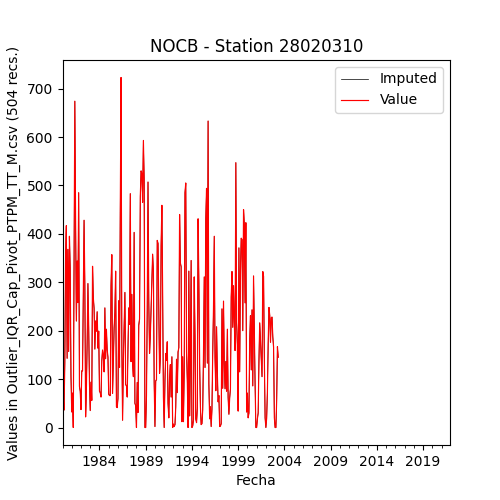 NOCB - Station 28020310
Imputed
Value
Values in Outlier_IQR_Cap_Pivot_PTPM_TT_M.csv (504 recs.)
700
600
500
400
300
200
100
0
1984 1989 1994 1999 2004 2009 2014 2019
Fecha